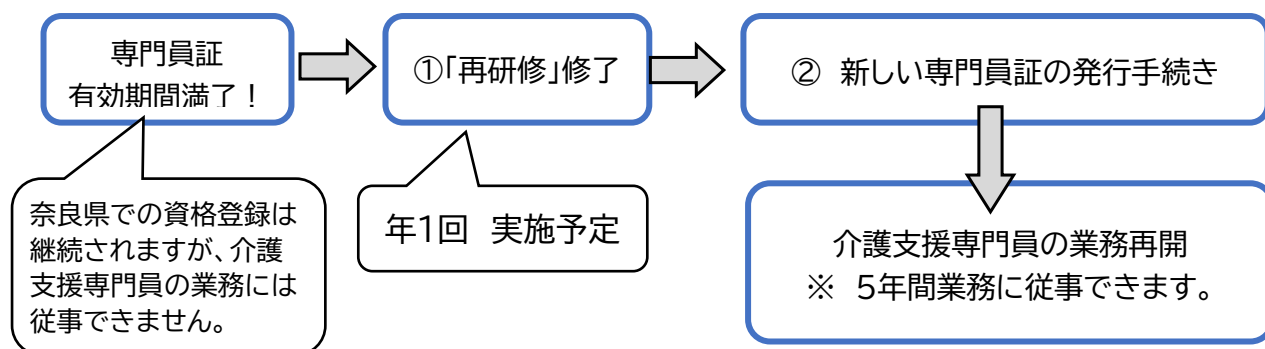 専門員証
有効期間満了！
①「再研修」修了
② 新しい専門員証の発行手続き
奈良県での資格登録は
継続されますが、介護
支援専門員の業務には
従事できません。
年1回 実施予定
介護支援専門員の業務再開
※ 5年間業務に従事できます。